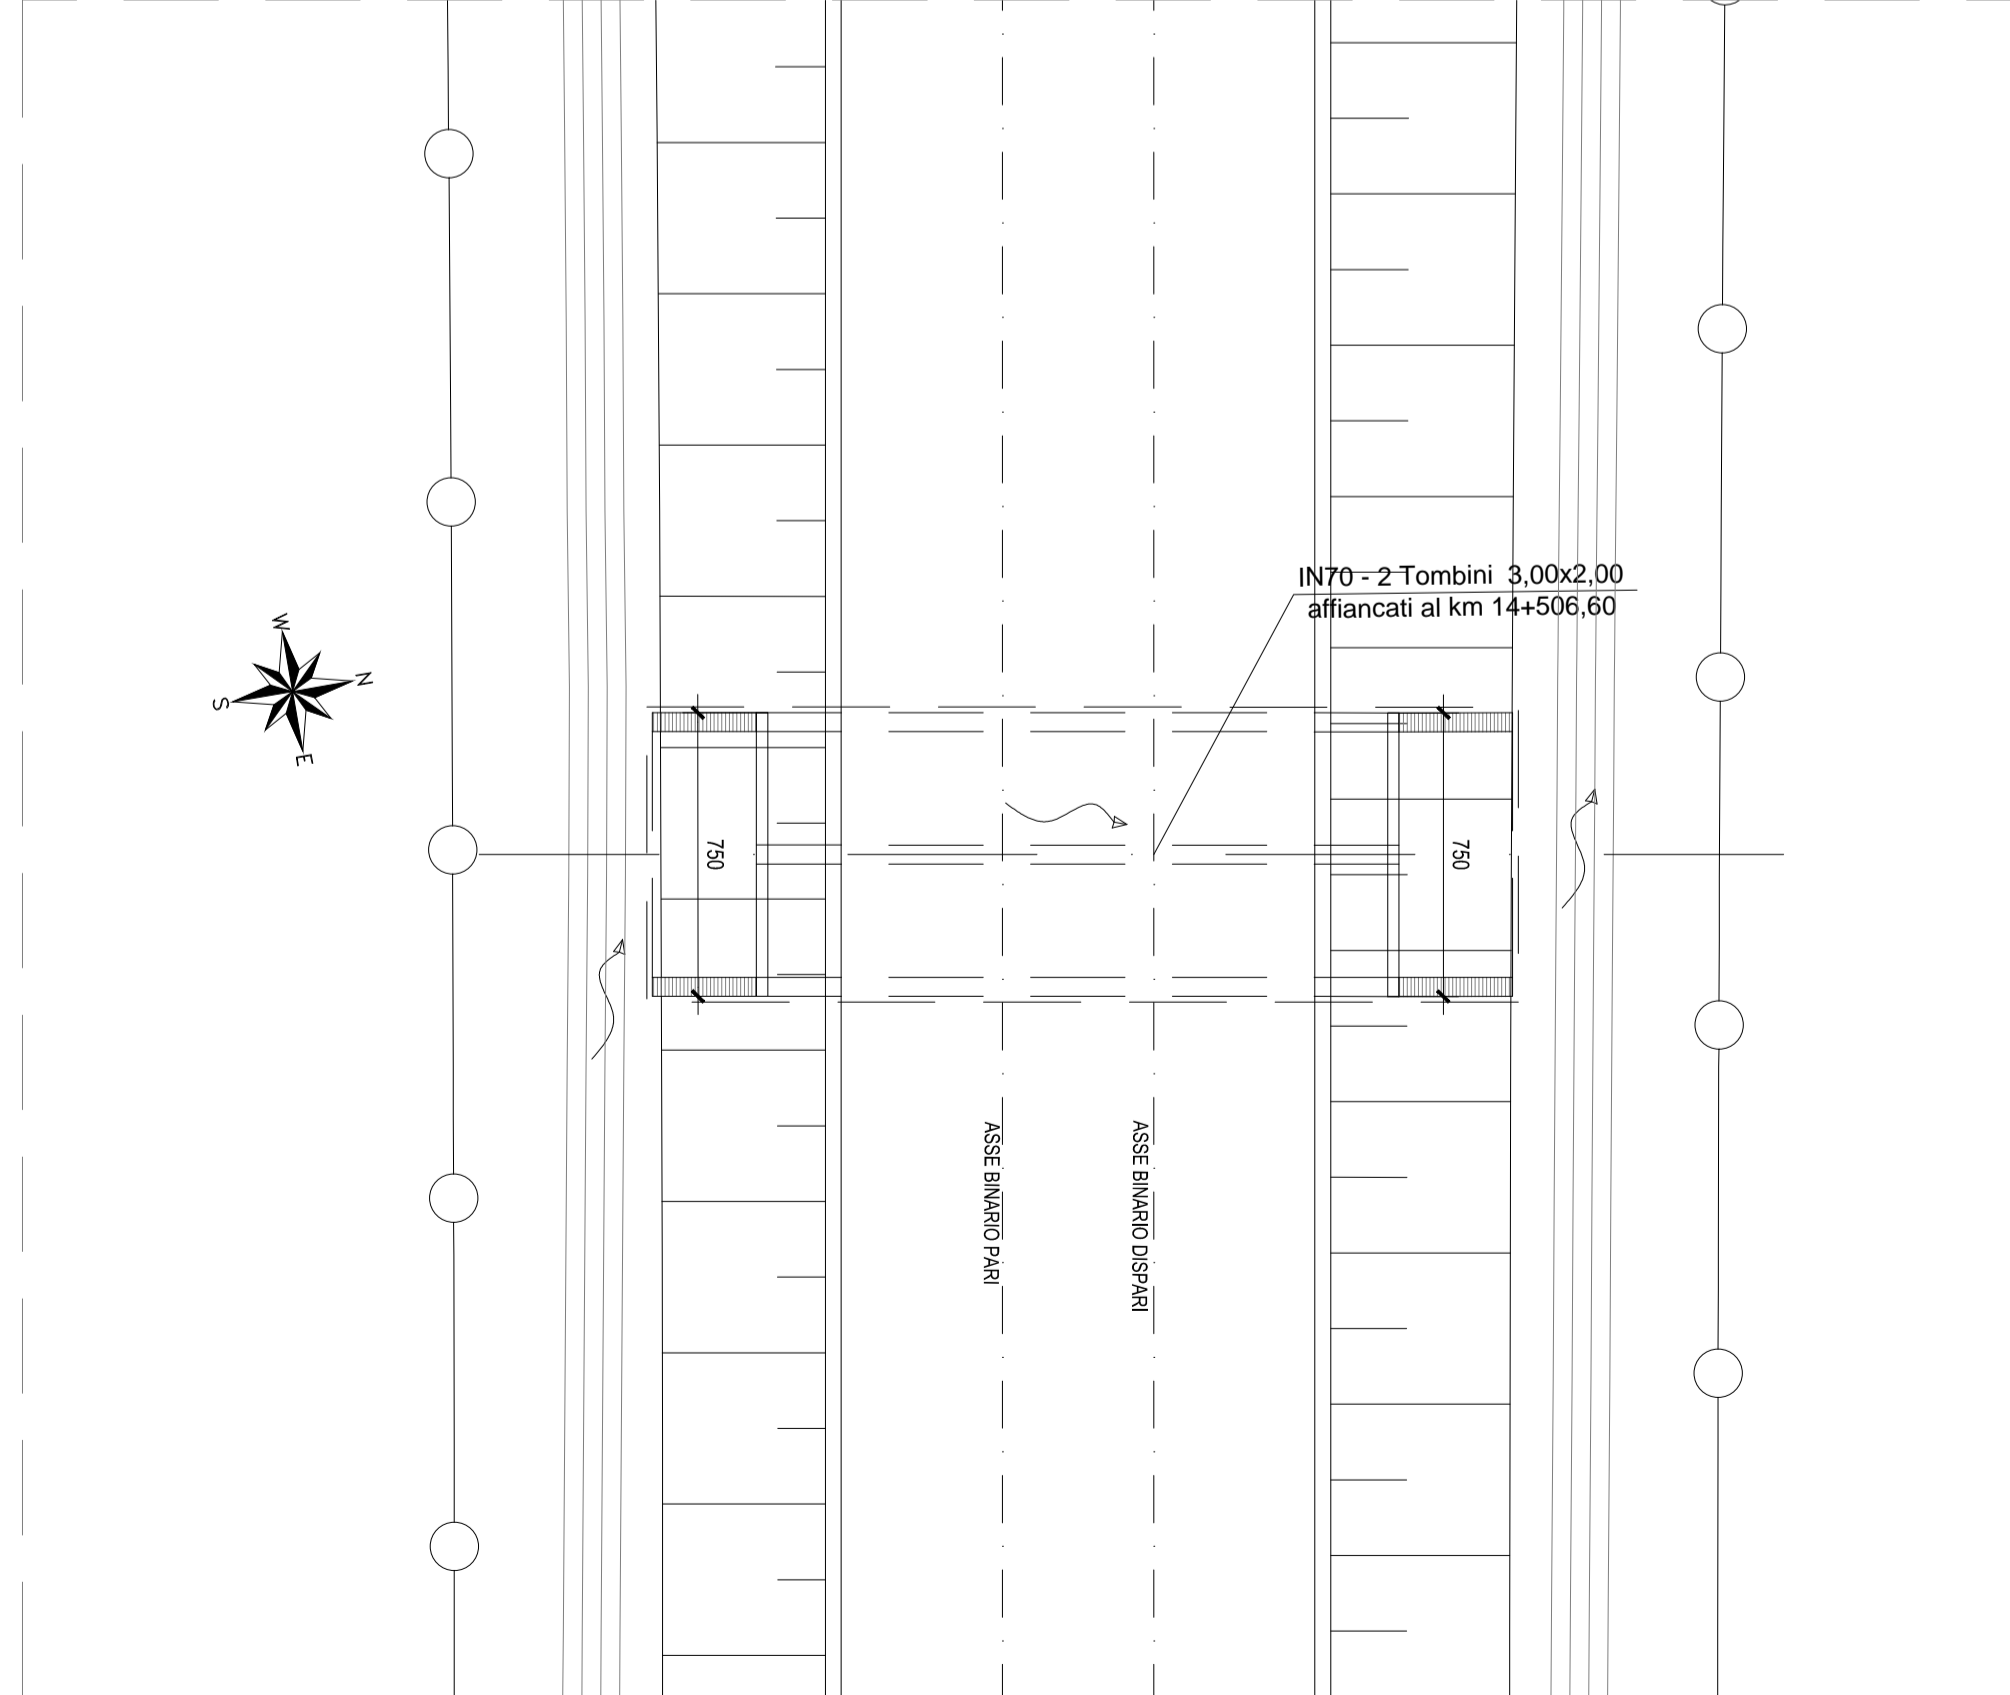 IN70 - 2 Tombini 3,00x2,00
affiancati al km 14+506,60
W
N
S
E
750
750
ASSE BINARIO PARI
ASSE BINARIO DISPARI